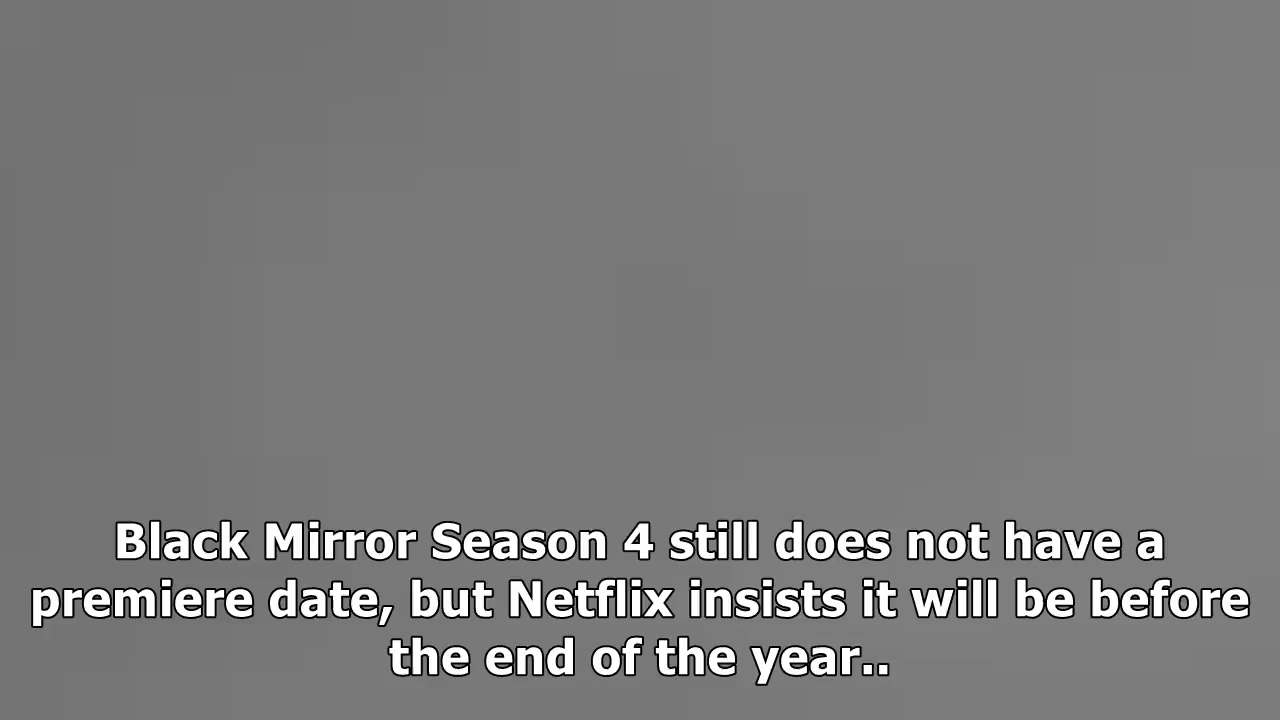 Black Mirror Season 4 still does not have a
premiere date, but Netflix insists it will be before
the end of the year..